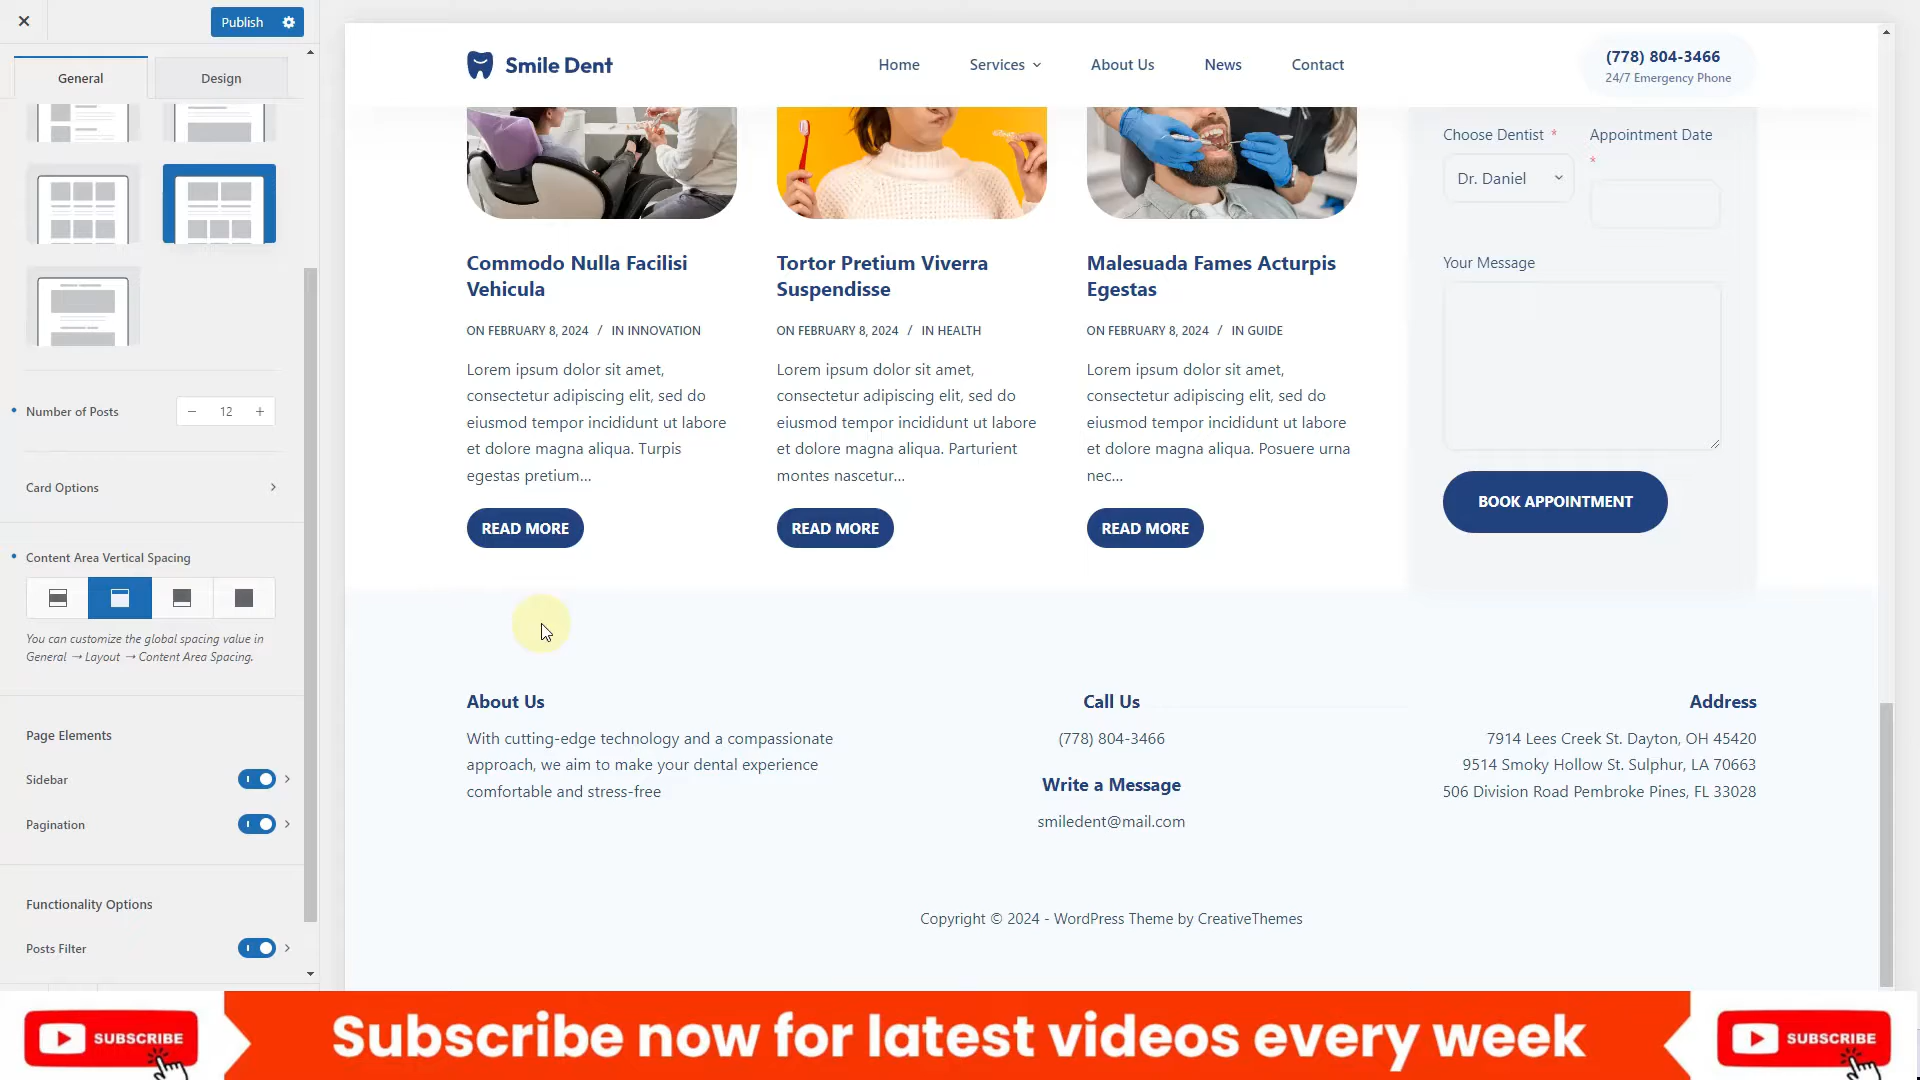 Publish
General
Design
Number of Posts
12
Card Options
Content Area Vertical Spacing
You can customize the global spacing value in
General → Layout → Content Area Spacing.
Page Elements
Sidebar
Pagination
Functionality Options
Posts Filter
Smile Dent
Home
Services
About Us
News
Contact
(778) 804-3466
24/7 Emergency Phone
Commodo Nulla Facilisi
Vehicula
ON FEBRUARY 8, 2024 / IN INNOVATION
Lorem ipsum dolor sit amet,
consectetur adipiscing elit, sed do
eiusmod tempor incididunt ut labore
et dolore magna aliqua. Turpis
egestas pretium…
READ MORE
Tortor Pretium Viverra
Suspendisse
ON FEBRUARY 8, 2024 / IN HEALTH
Lorem ipsum dolor sit amet,
consectetur adipiscing elit, sed do
eiusmod tempor incididunt ut labore
et dolore magna aliqua. Parturient
montes nascetur…
READ MORE
Malesuada Fames Acturpis
Egestas
ON FEBRUARY 8, 2024 / IN GUIDE
Lorem ipsum dolor sit amet,
consectetur adipiscing elit, sed do
eiusmod tempor incididunt ut labore
et dolore magna aliqua. Posuere urna
nec…
READ MORE
Choose Dentist *
Dr. Daniel
Appointment Date
*
Your Message
BOOK APPOINTMENT
About Us
With cutting-edge technology and a compassionate
approach, we aim to make your dental experience
comfortable and stress-free
Call Us
(778) 804-3466
Write a Message
smiledent@mail.com
Address
7914 Lees Creek St. Dayton, OH 45420
9514 Smoky Hollow St. Sulphur, LA 70663
506 Division Road Pembroke Pines, FL 33028
Copyright © 2024 - WordPress Theme by CreativeThemes
SUBSCRIBE
Subscribe now for latest videos every week
SUBSCRIBE